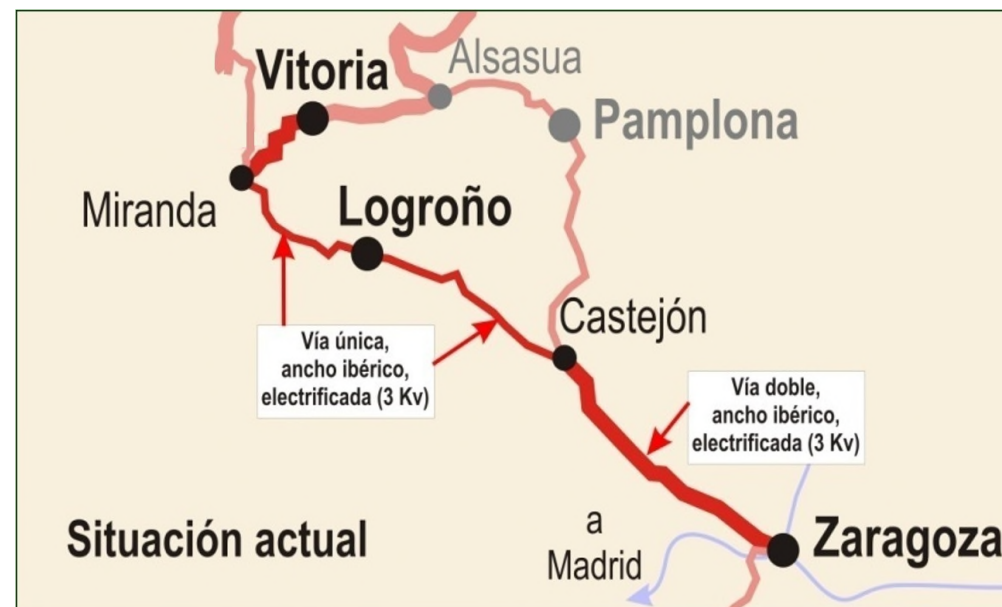 Alsasua
Vitoria
Pamplona
Miranda
Logroño
Castejón
Vía única,
ancho ibérico,
electrificada (3 Kv)
Vía doble,
ancho ibérico,
electrificada (3 Kv)
a
Madrid
Zaragoza
Situación actual